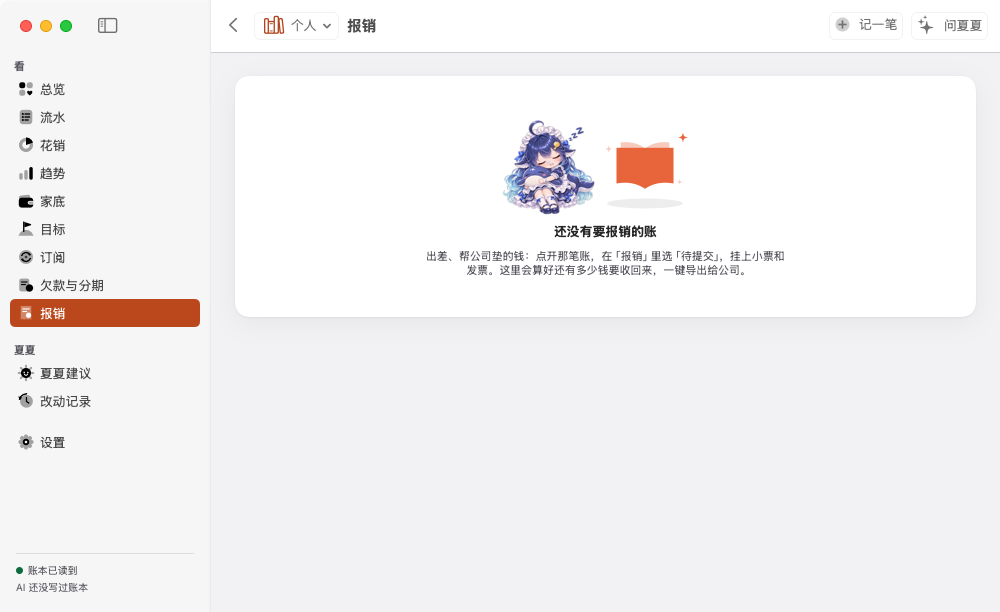 看
总览
流水
花销
趋势
家底
目标
订阅
欠款与分期
报销
夏夏
夏夏建议
改动记录
设置
账本已读到
AI 还没写过账本
个人
报销
记一笔
问夏夏
zzz
还没有要报销的账
出差、帮公司垫的钱：点开那笔账，在「报销」里选「待提交」，挂上小票和
发票。这里会算好还有多少钱要收回来，一键导出给公司。